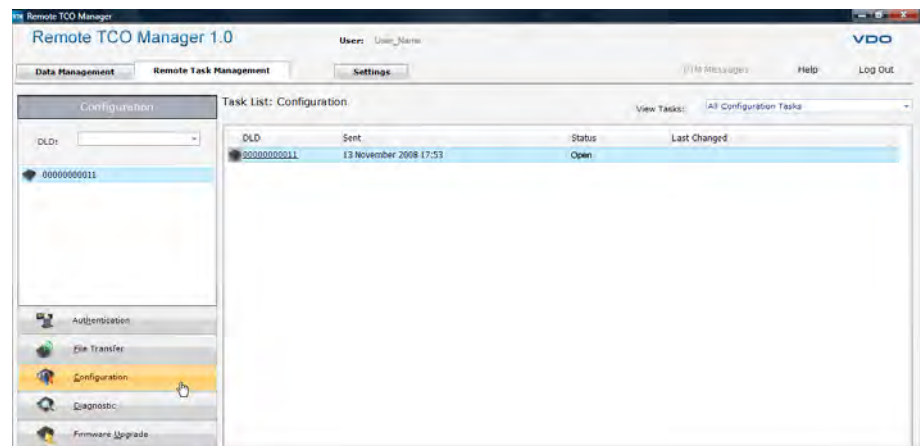 Remote TCO Manager
Remote TCO Manager 1.0
User: User_Name
VDO
Data Management
Remote Task Management
Settings
RTM Messages
Help
Log Out
Configuration
Task List: Configuration
View Tasks:
All Configuration Tasks
DLD:
DLD Sent Status Last Changed
00000000011 13 November 2008 17:53 Open
00000000011
Authentication
File Transfer
Configuration
Diagnostic
Firmware Upgrade